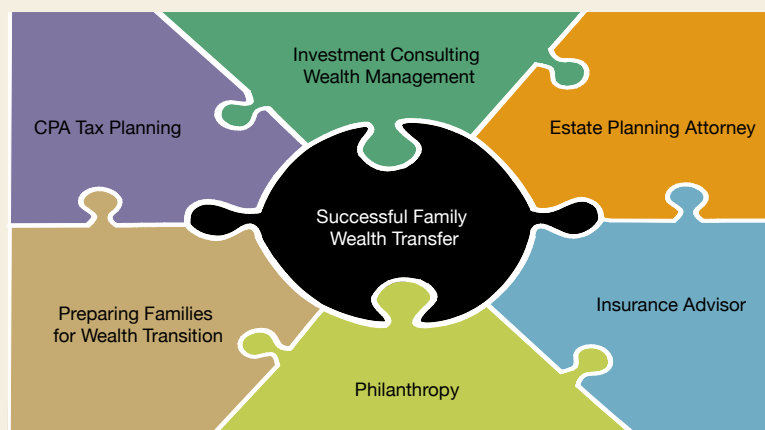 Investment Consulting
Wealth Management
CPA Tax Planning
Estate Planning Attorney
Successful Family
Wealth Transfer
Preparing Families
for Wealth Transition
Insurance Advisor
Philanthropy